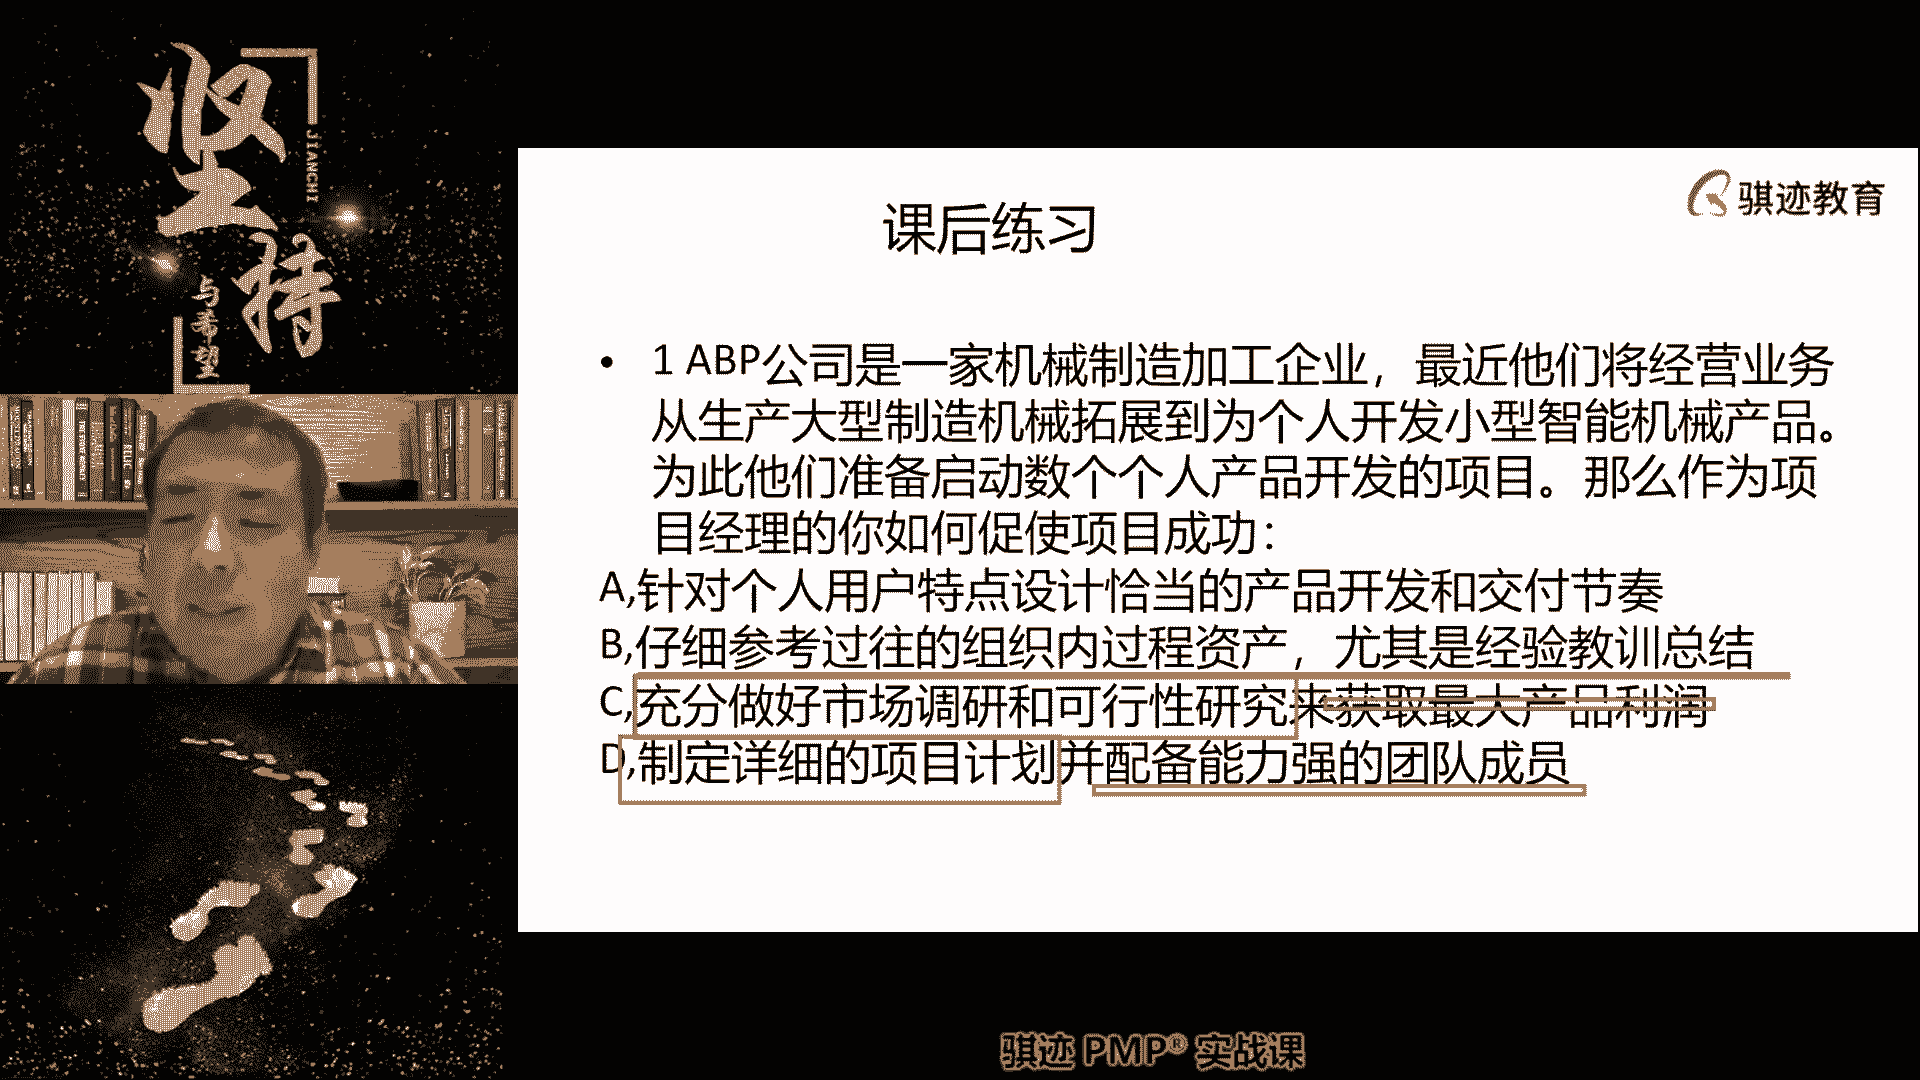 坚持
JIANCHI
与希望
骐迹教育
课后练习
• 1 ABP公司是一家机械制造加工企业，最近他们将经营业务
从生产大型制造机械拓展到为个人开发小型智能机械产品。
为此他们准备启动数个个人产品开发的项目。那么作为项
目经理的你如何促使项目成功：
A,针对个人用户特点设计恰当的产品开发和交付节奏
B,仔细参考过往的组织内过程资产，尤其是经验教训总结
C,充分做好市场调研和可行性研究来获取最大产品利润
D,制定详细的项目计划并配备能力强的团队成员
骐迹 PMP® 实战课